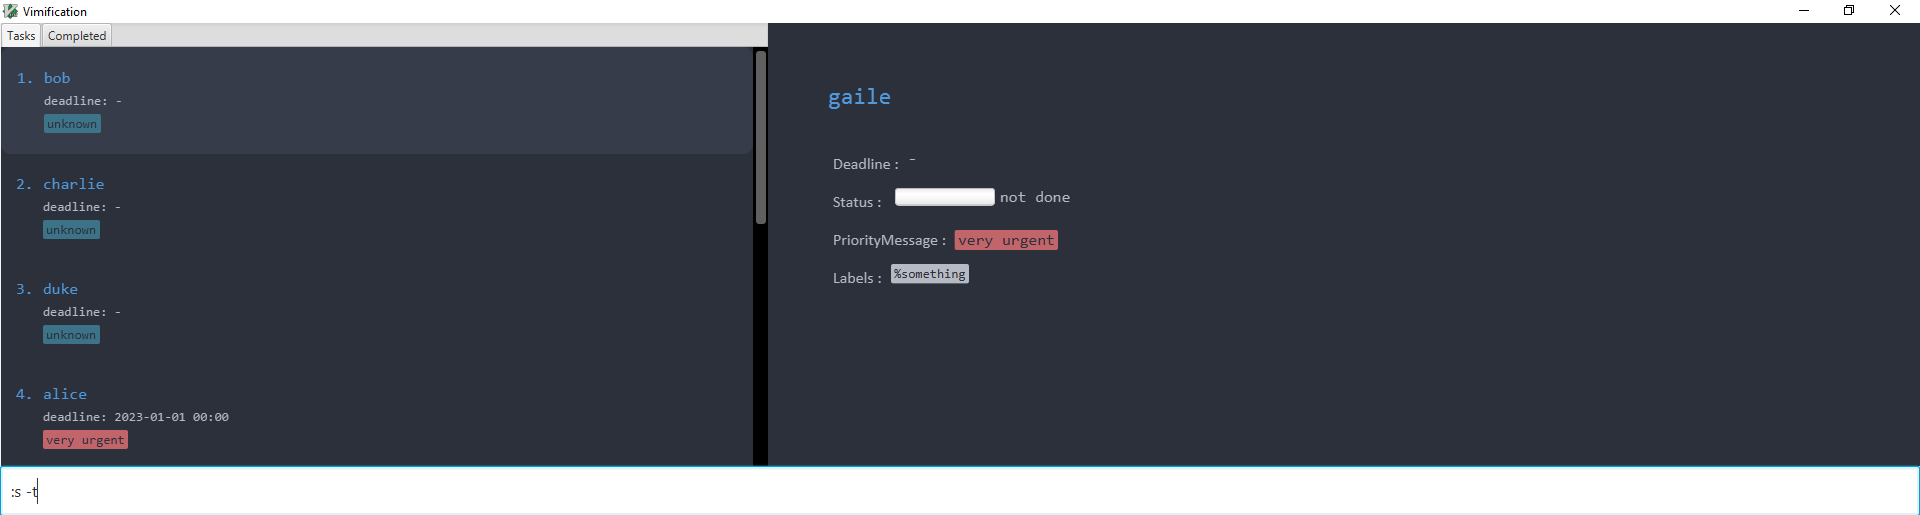 Vimification
Tasks Completed
1. bob
deadline: -
unknown
2. charlie
deadline: -
unknown
3. duke
deadline: -
unknown
4. alice
deadline: 2023-01-01 00:00
very urgent
gaile
Deadline : -
Status : not done
PriorityMessage : very urgent
Labels : %something
:s -t